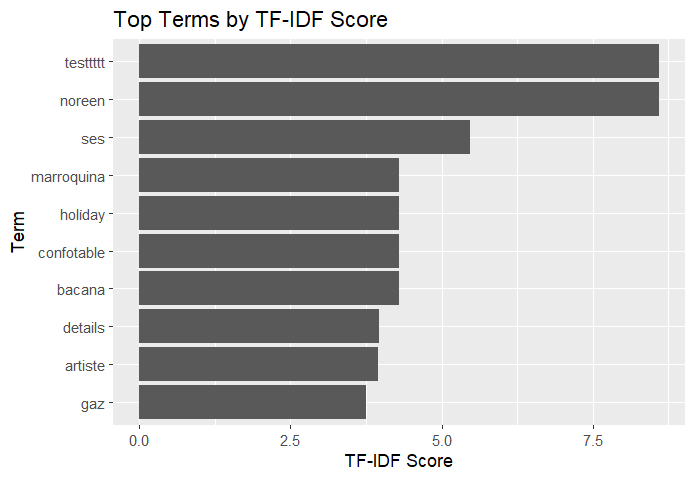 Top Terms by TF-IDF Score
testtttt
noreen
ses
marroquina
holiday
confotable
bacana
details
artiste
gaz
Term
0.0 2.5 5.0 7.5
TF-IDF Score